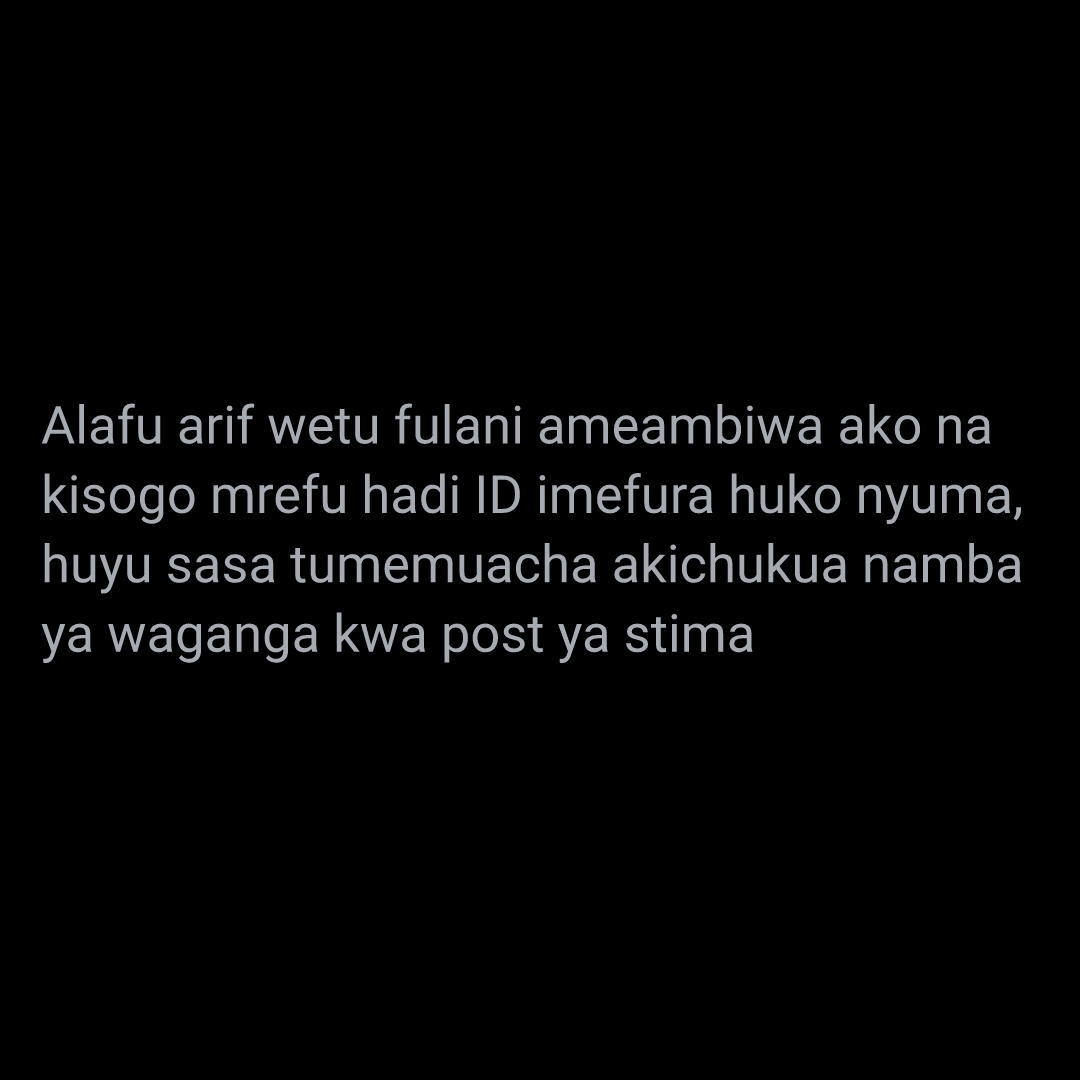 Alafu arif wetu fulani ameambiwa ako na
kisogo mrefu hadi ID imefura huko nyuma,
huyu sasa tumemuacha akichukua namba
ya waganga kwa post ya stima